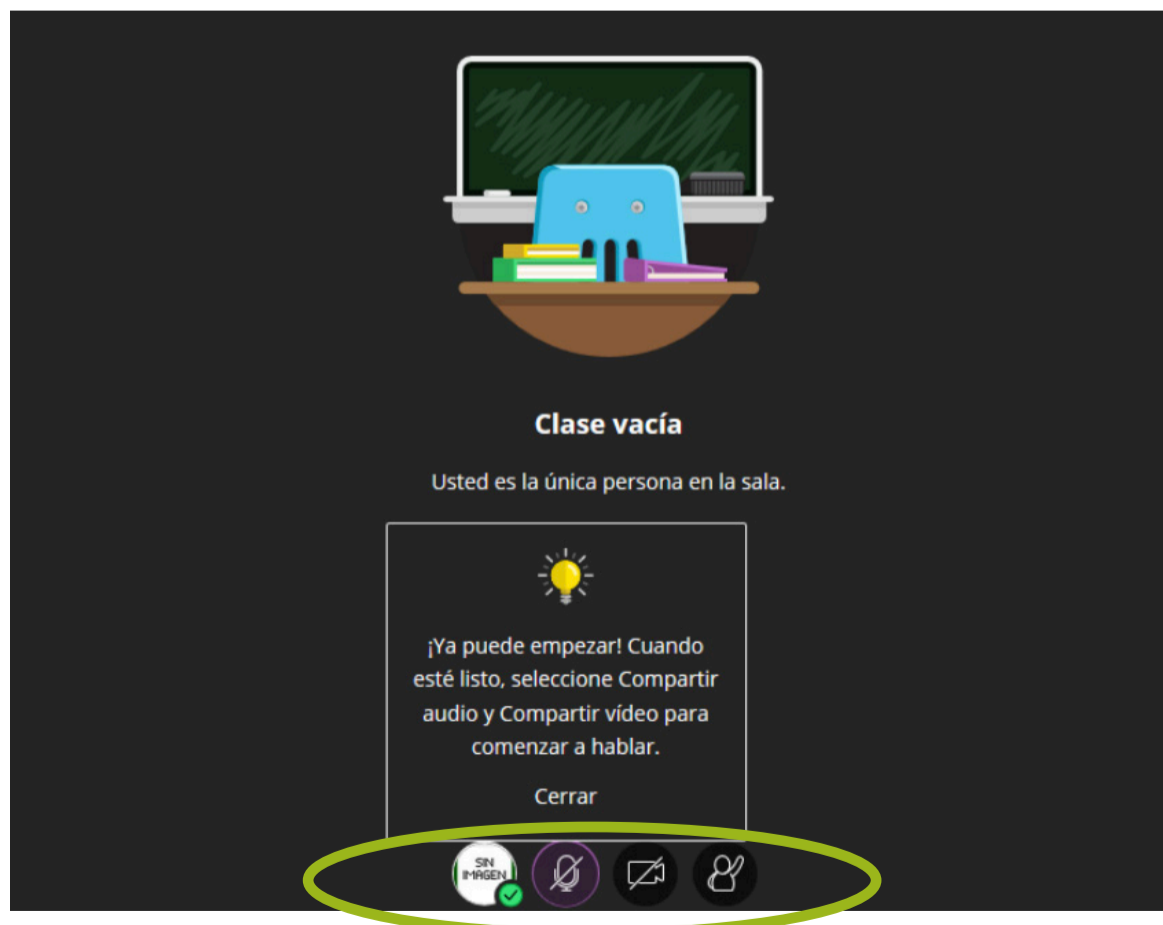 Clase vacía
Usted es la única persona en la sala.
¡Ya puede empezar! Cuando
esté listo, seleccione Compartir
audio y Compartir vídeo para
comenzar a hablar.
Cerrar
SIN
IMAGEN